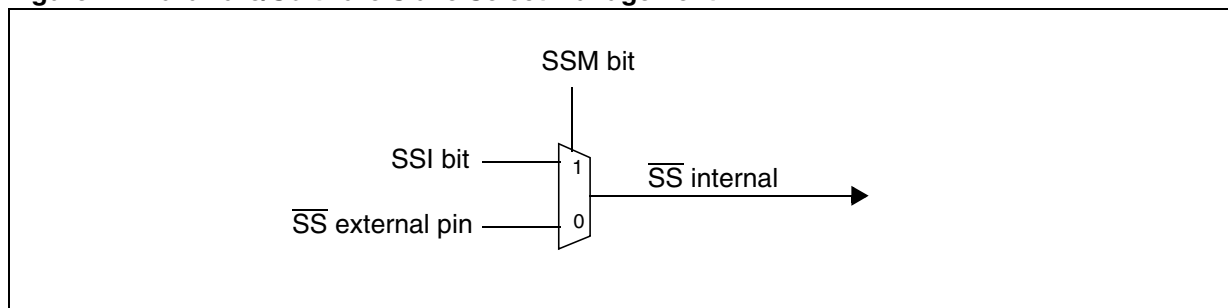 SSM bit
SSI bit
1
SS internal
SS external pin
0